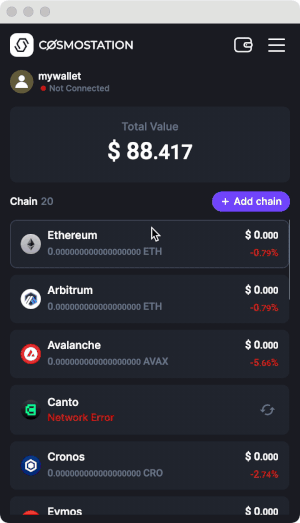 COSMOSTATION
mywallet
Not Connected
Total Value
$ 88.417
Chain 20
+ Add chain
Ethereum $ 0.000
0.000000000000000000 ETH -0.79%
Arbitrum $ 0.000
0.000000000000000000 ETH -0.79%
Avalanche $ 0.000
0.000000000000000000 AVAX -5.66%
Canto
Network Error
Cronos $ 0.000
0.000000000000000000 CRO -2.74%
Evmos $ 0.000